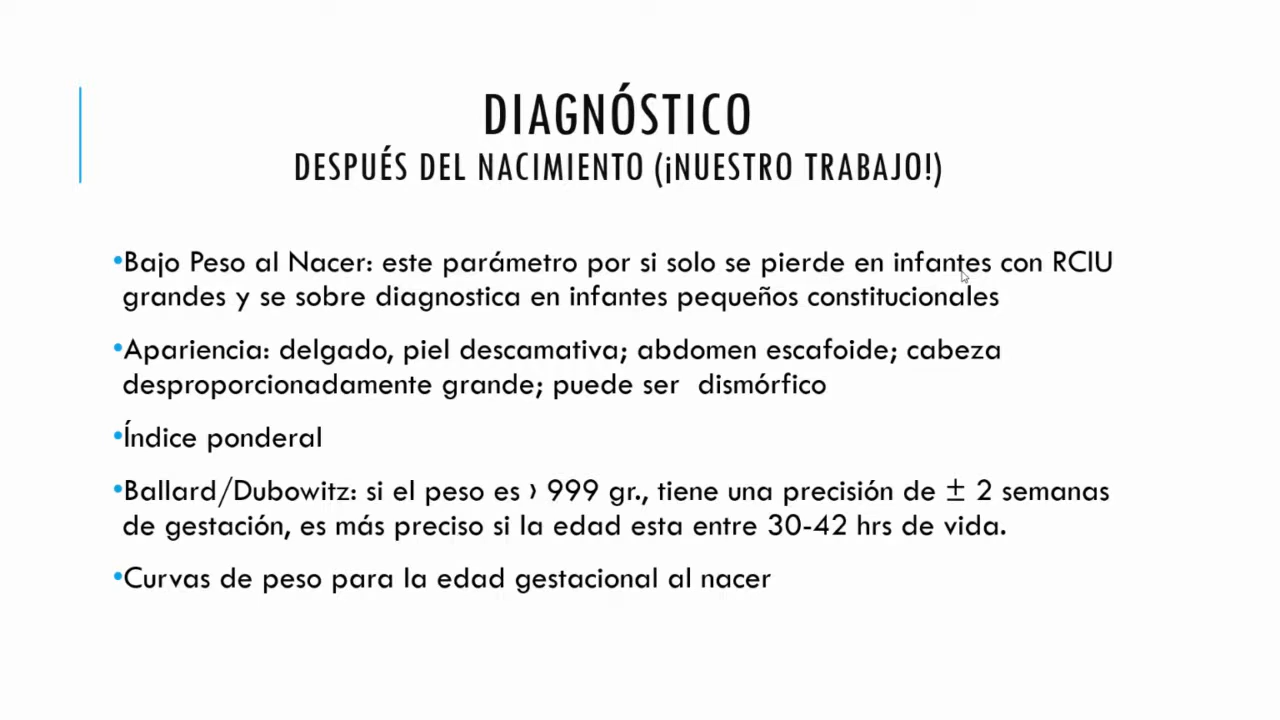 DIAGNÓSTICO
DESPUÉS DEL NACIMIENTO (¡NUESTRO TRABAJO!)
•Bajo Peso al Nacer: este parámetro por si solo se pierde en infantes con RCIU
grandes y se sobre diagnostica en infantes pequeños constitucionales
•Apariencia: delgado, piel descamativa; abdomen escafoide; cabeza
desproporcionadamente grande; puede ser dismórfico
•Índice ponderal
•Ballard/Dubowitz: si el peso es › 999 gr., tiene una precisión de ± 2 semanas
de gestación, es más preciso si la edad esta entre 30-42 hrs de vida.
•Curvas de peso para la edad gestacional al nacer